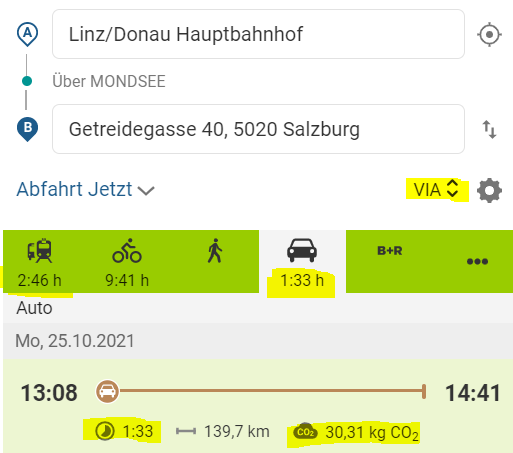 A Linz/Donau Hauptbahnhof
Über MONDSEE
B Getreidegasse 40, 5020 Salzburg
Abfahrt Jetzt VIA
B+R
2:46 h 9:41 h 1:33 h
Auto
Mo, 25.10.2021
13:08 14:41
1:33 139,7 km CO₂ 30,31 kg CO₂